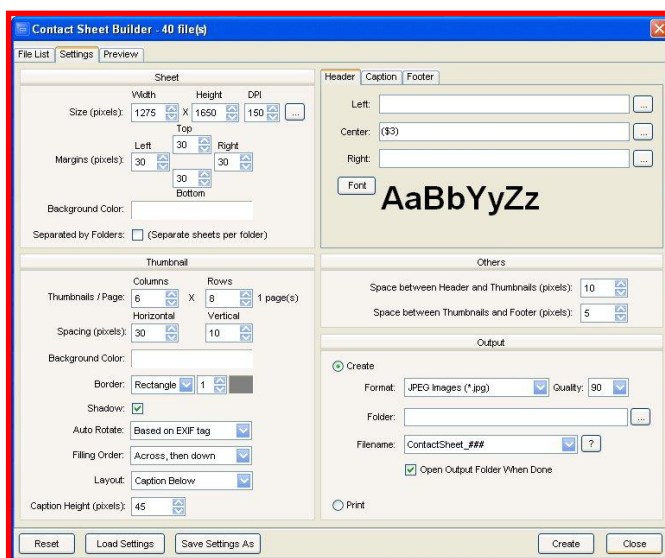 Contact Sheet Builder - 40 file(s)
File List Settings Preview
Sheet
Width Height DPI
Size (pixels): 1275 X 1650 150 ...
Top
Left 30 Right
Margins (pixels): 30 30
30
Bottom
Background Color:
Separated by Folders: (Separate sheets per folder)
Thumbnail
Columns Rows
Thumbnails / Page: 6 X 8 1 page(s)
Horizontal Vertical
Spacing (pixels): 30 10
Background Color:
Border: Rectangle 1
Shadow:
Auto Rotate: Based on EXIF tag
Filling Order: Across, then down
Layout: Caption Below
Caption Height (pixels): 45
Header Caption Footer
Left: ...
Center: ($3) ...
Right: ...
Font AaBbYyZz
Others
Space between Header and Thumbnails (pixels): 10
Space between Thumbnails and Footer (pixels): 5
Output
Create
Format: JPEG Images (*.jpg) Quality: 90
Folder: ...
Filename: ContactSheet_### ?
Open Output Folder When Done
Print
Reset Load Settings Save Settings As Create Close